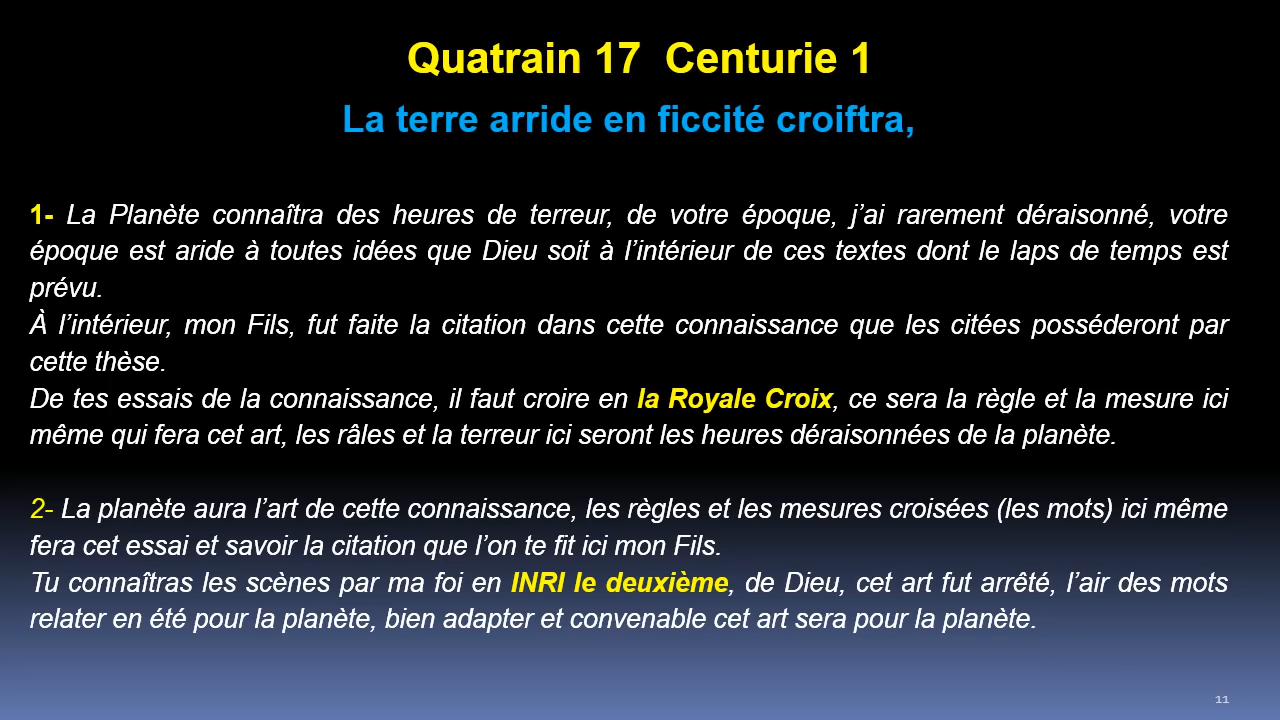 Quatrain 17  Centurie 1
La terre arride en ficcité croiftra,
1- La Planète connaîtra des heures de terreur, de votre époque, j’ai rarement déraisonné, votre
époque est aride à toutes idées que Dieu soit à l’intérieur de ces textes dont le laps de temps est
prévu.
À l’intérieur, mon Fils, fut faite la citation dans cette connaissance que les citées posséderont par
cette thèse.
De tes essais de la connaissance, il faut croire en la Royale Croix, ce sera la règle et la mesure ici
même qui fera cet art, les râles et la terreur ici seront les heures déraisonnées de la planète.
2- La planète aura l’art de cette connaissance, les règles et les mesures croisées (les mots) ici même
fera cet essai et savoir la citation que l’on te fit ici mon Fils.
Tu connaîtras les scènes par ma foi en INRI le deuxième, de Dieu, cet art fut arrêté, l’air des mots
relater en été pour la planète, bien adapter et convenable cet art sera pour la planète.
11